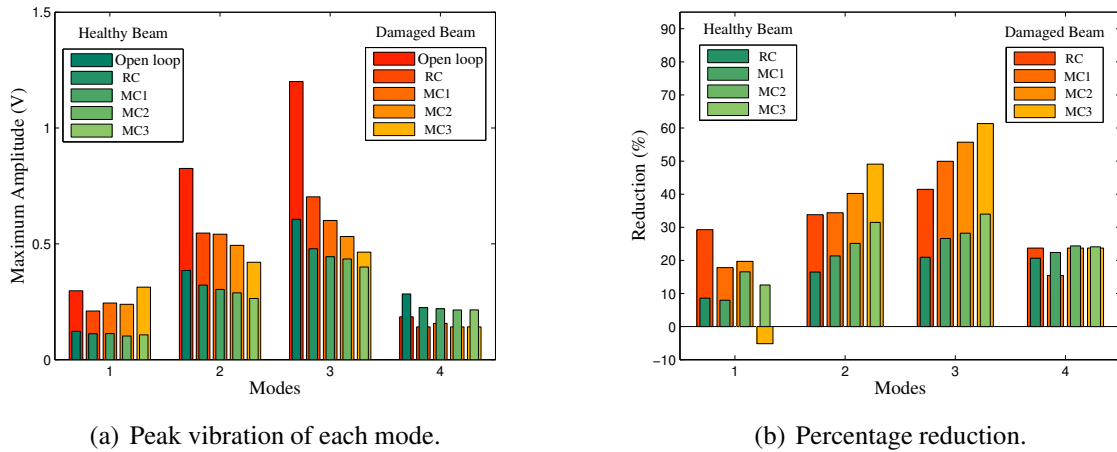 1.5
1
0.5
0
Maximum Amplitude (V)
Healthy Beam
Open loop
RC
MC1
MC2
MC3
Damaged Beam
Open loop
RC
MC1
MC2
MC3
1 2 3 4
Modes
(a) Peak vibration of each mode.
90
80
70
60
50
40
30
20
10
0
−10
Reduction (%)
Healthy Beam
RC
MC1
MC2
MC3
Damaged Beam
RC
MC1
MC2
MC3
1 2 3 4
Modes
(b) Percentage reduction.